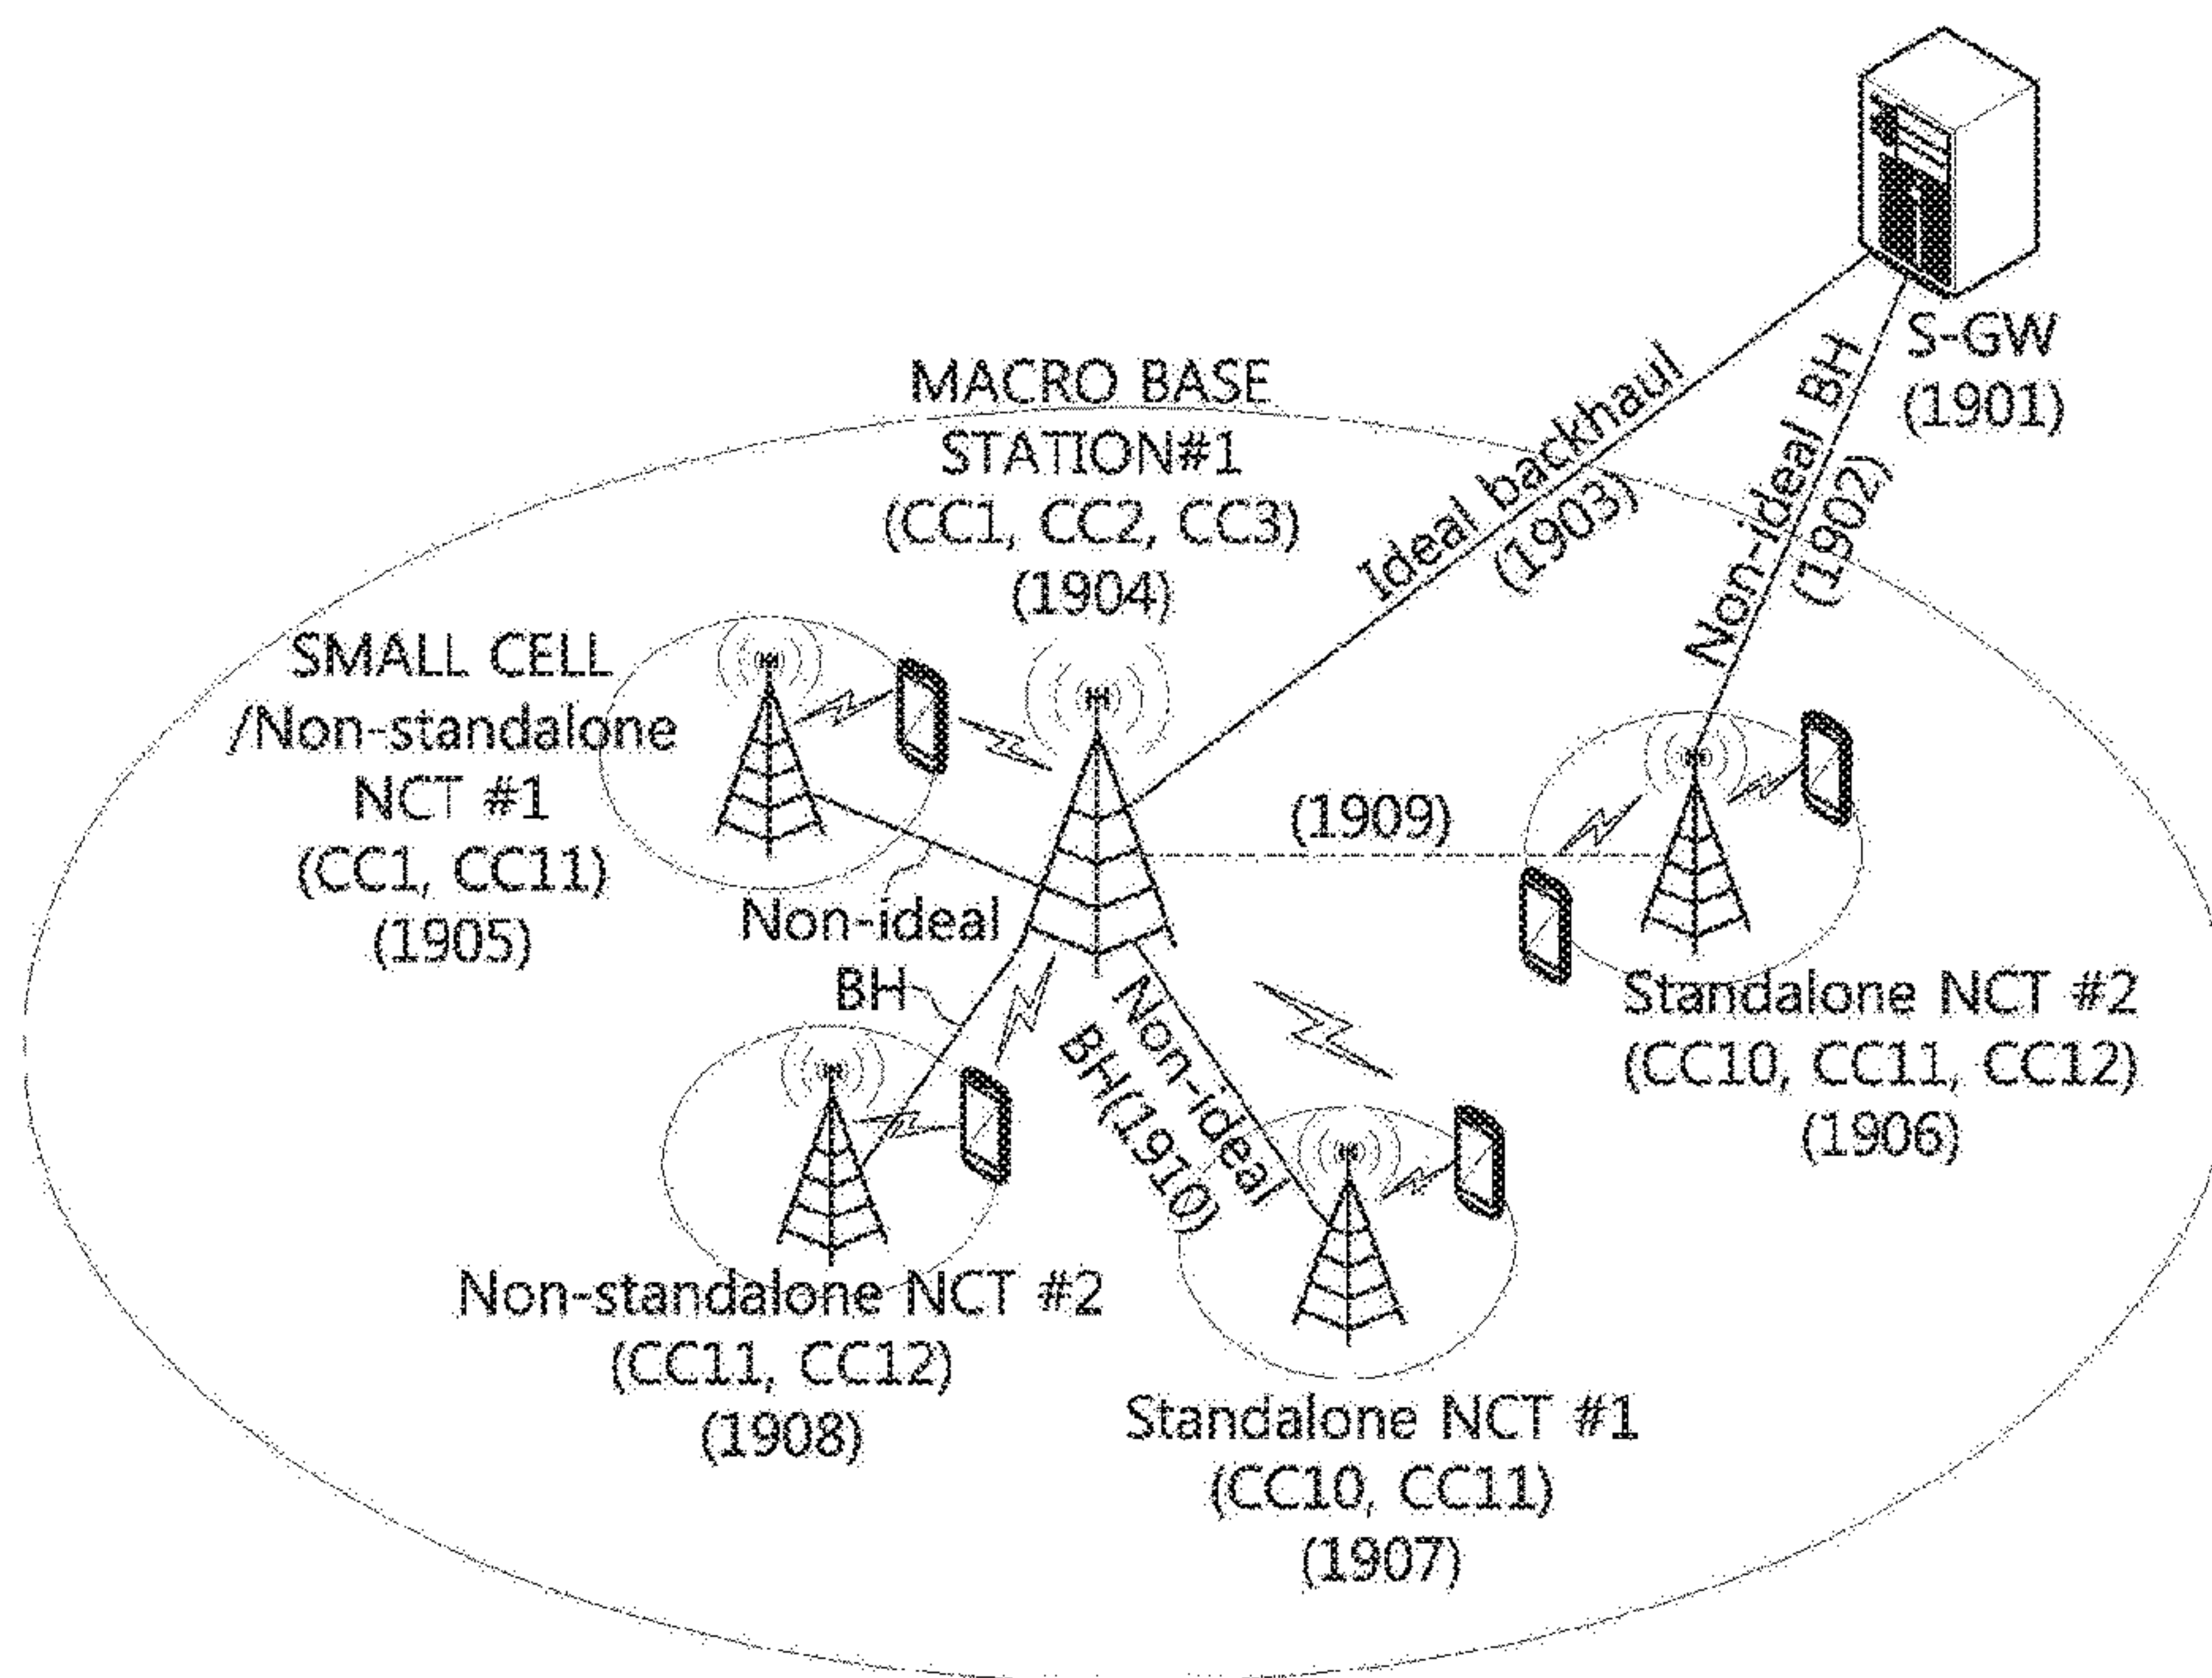 S-GW
(1901)
Ideal backhaul
(1903)
Non-ideal BH
(1902)
MACRO BASE
STATION#1
(CC1, CC2, CC3)
(1904)
SMALL CELL
/Non-standalone
NCT #1
(CC1, CC11)
(1905)
(1909)
Non-ideal
BH
Non-ideal
BH(1910)
Standalone NCT #2
(CC10, CC11, CC12)
(1906)
Non-standalone NCT #2
(CC11, CC12)
(1908)
Standalone NCT #1
(CC10, CC11)
(1907)